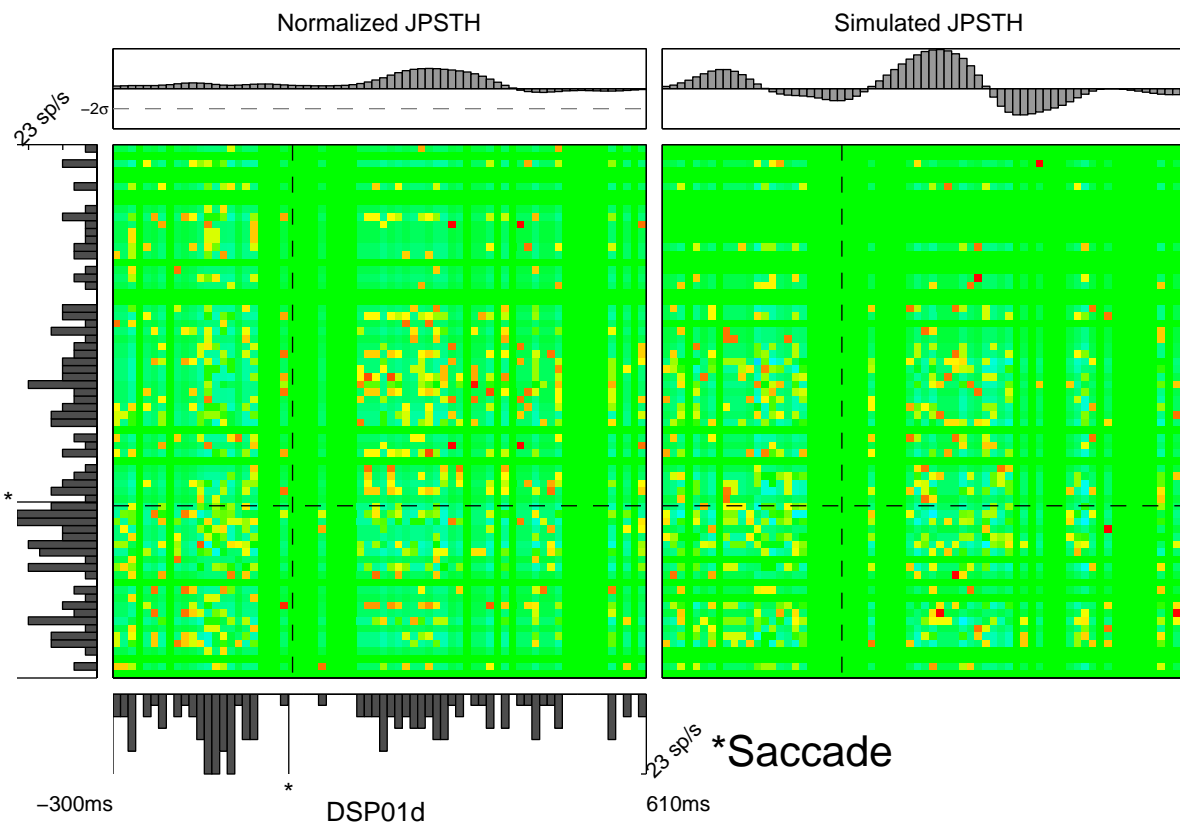 Normalized JPSTH
Simulated JPSTH
−2σ
23 sp/s
*
23 sp/s
*Saccade
*
−300ms
DSP01d
610ms